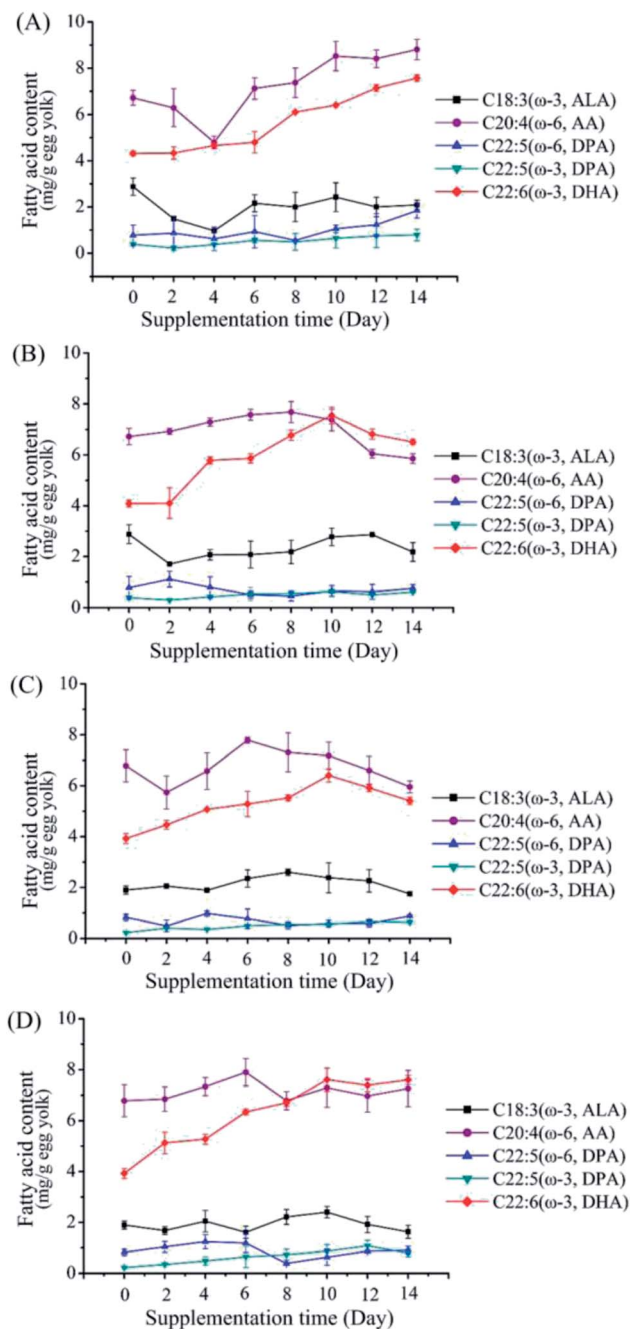 (A)
10
8
6
4
2
0
Fatty acid content
(mg/g egg yolk)
0 2 4 6 8 10 12 14
Supplementation time (Day)
C18:3(ω-3, ALA)
C20:4(ω-6, AA)
C22:5(ω-6, DPA)
C22:5(ω-3, DPA)
C22:6(ω-3, DHA)
(B)
10
8
6
4
2
0
Fatty acid content
(mg/g egg yolk)
0 2 4 6 8 10 12 14
Supplementation time (Day)
C18:3(ω-3, ALA)
C20:4(ω-6, AA)
C22:5(ω-6, DPA)
C22:5(ω-3, DPA)
C22:6(ω-3, DHA)
(C)
10
8
6
4
2
0
Fatty acid content
(mg/g egg yolk)
0 2 4 6 8 10 12 14
Supplementation time (Day)
C18:3(ω-3, ALA)
C20:4(ω-6, AA)
C22:5(ω-6, DPA)
C22:5(ω-3, DPA)
C22:6(ω-3, DHA)
(D)
10
8
6
4
2
0
Fatty acid content
(mg/g egg yolk)
0 2 4 6 8 10 12 14
Supplementation time (Day)
C18:3(ω-3, ALA)
C20:4(ω-6, AA)
C22:5(ω-6, DPA)
C22:5(ω-3, DPA)
C22:6(ω-3, DHA)